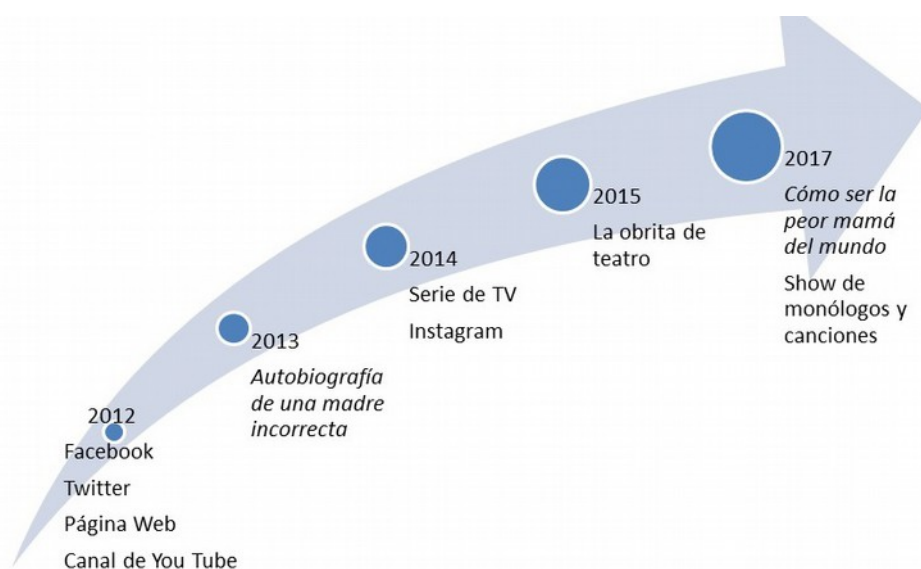 2012
Facebook
Twitter
Página Web
Canal de You Tube
2013
Autobiografía
de una madre
incorrecta
2014
Serie de TV
Instagram
2015
La obrita de
teatro
2017
Cómo ser la
peor mamá
del mundo
Show de
monólogos y
canciones